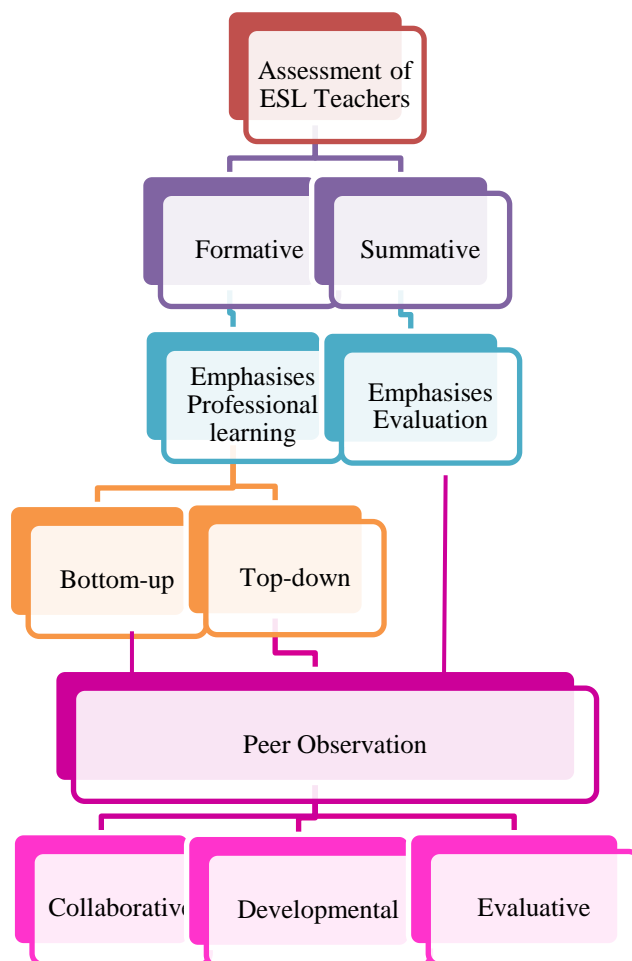 Assessment of
ESL Teachers
Formative
Summative
Emphasises
Professional
learning
Emphasises
Evaluation
Bottom-up
Top-down
Peer Observation
Collaborative
Developmental
Evaluative